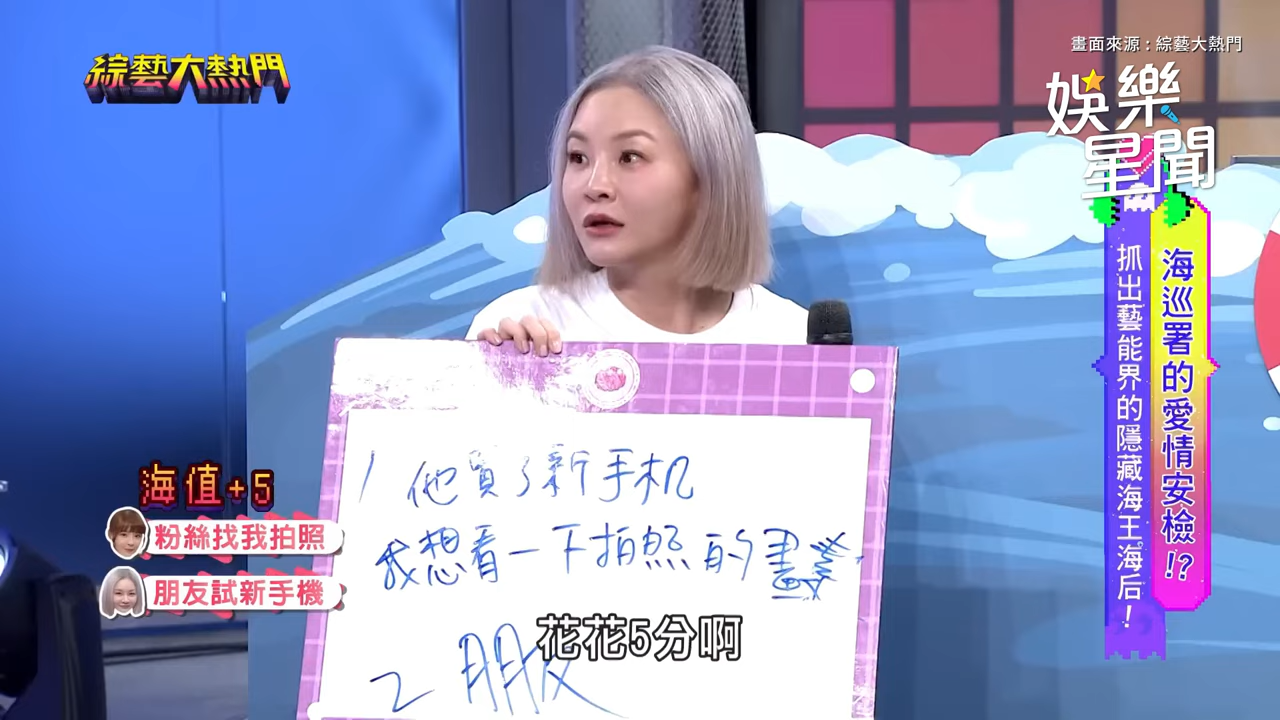 綜藝大熱門
畫面來源:綜藝大熱門
娛樂星聞
海巡署的愛情安檢!?
抓出藝能界的隱藏海王海后!
1 他買了新手机
我想看一下拍照的畫
2 朋友
海值+5
粉絲找我拍照
朋友試新手機
花花5分啊